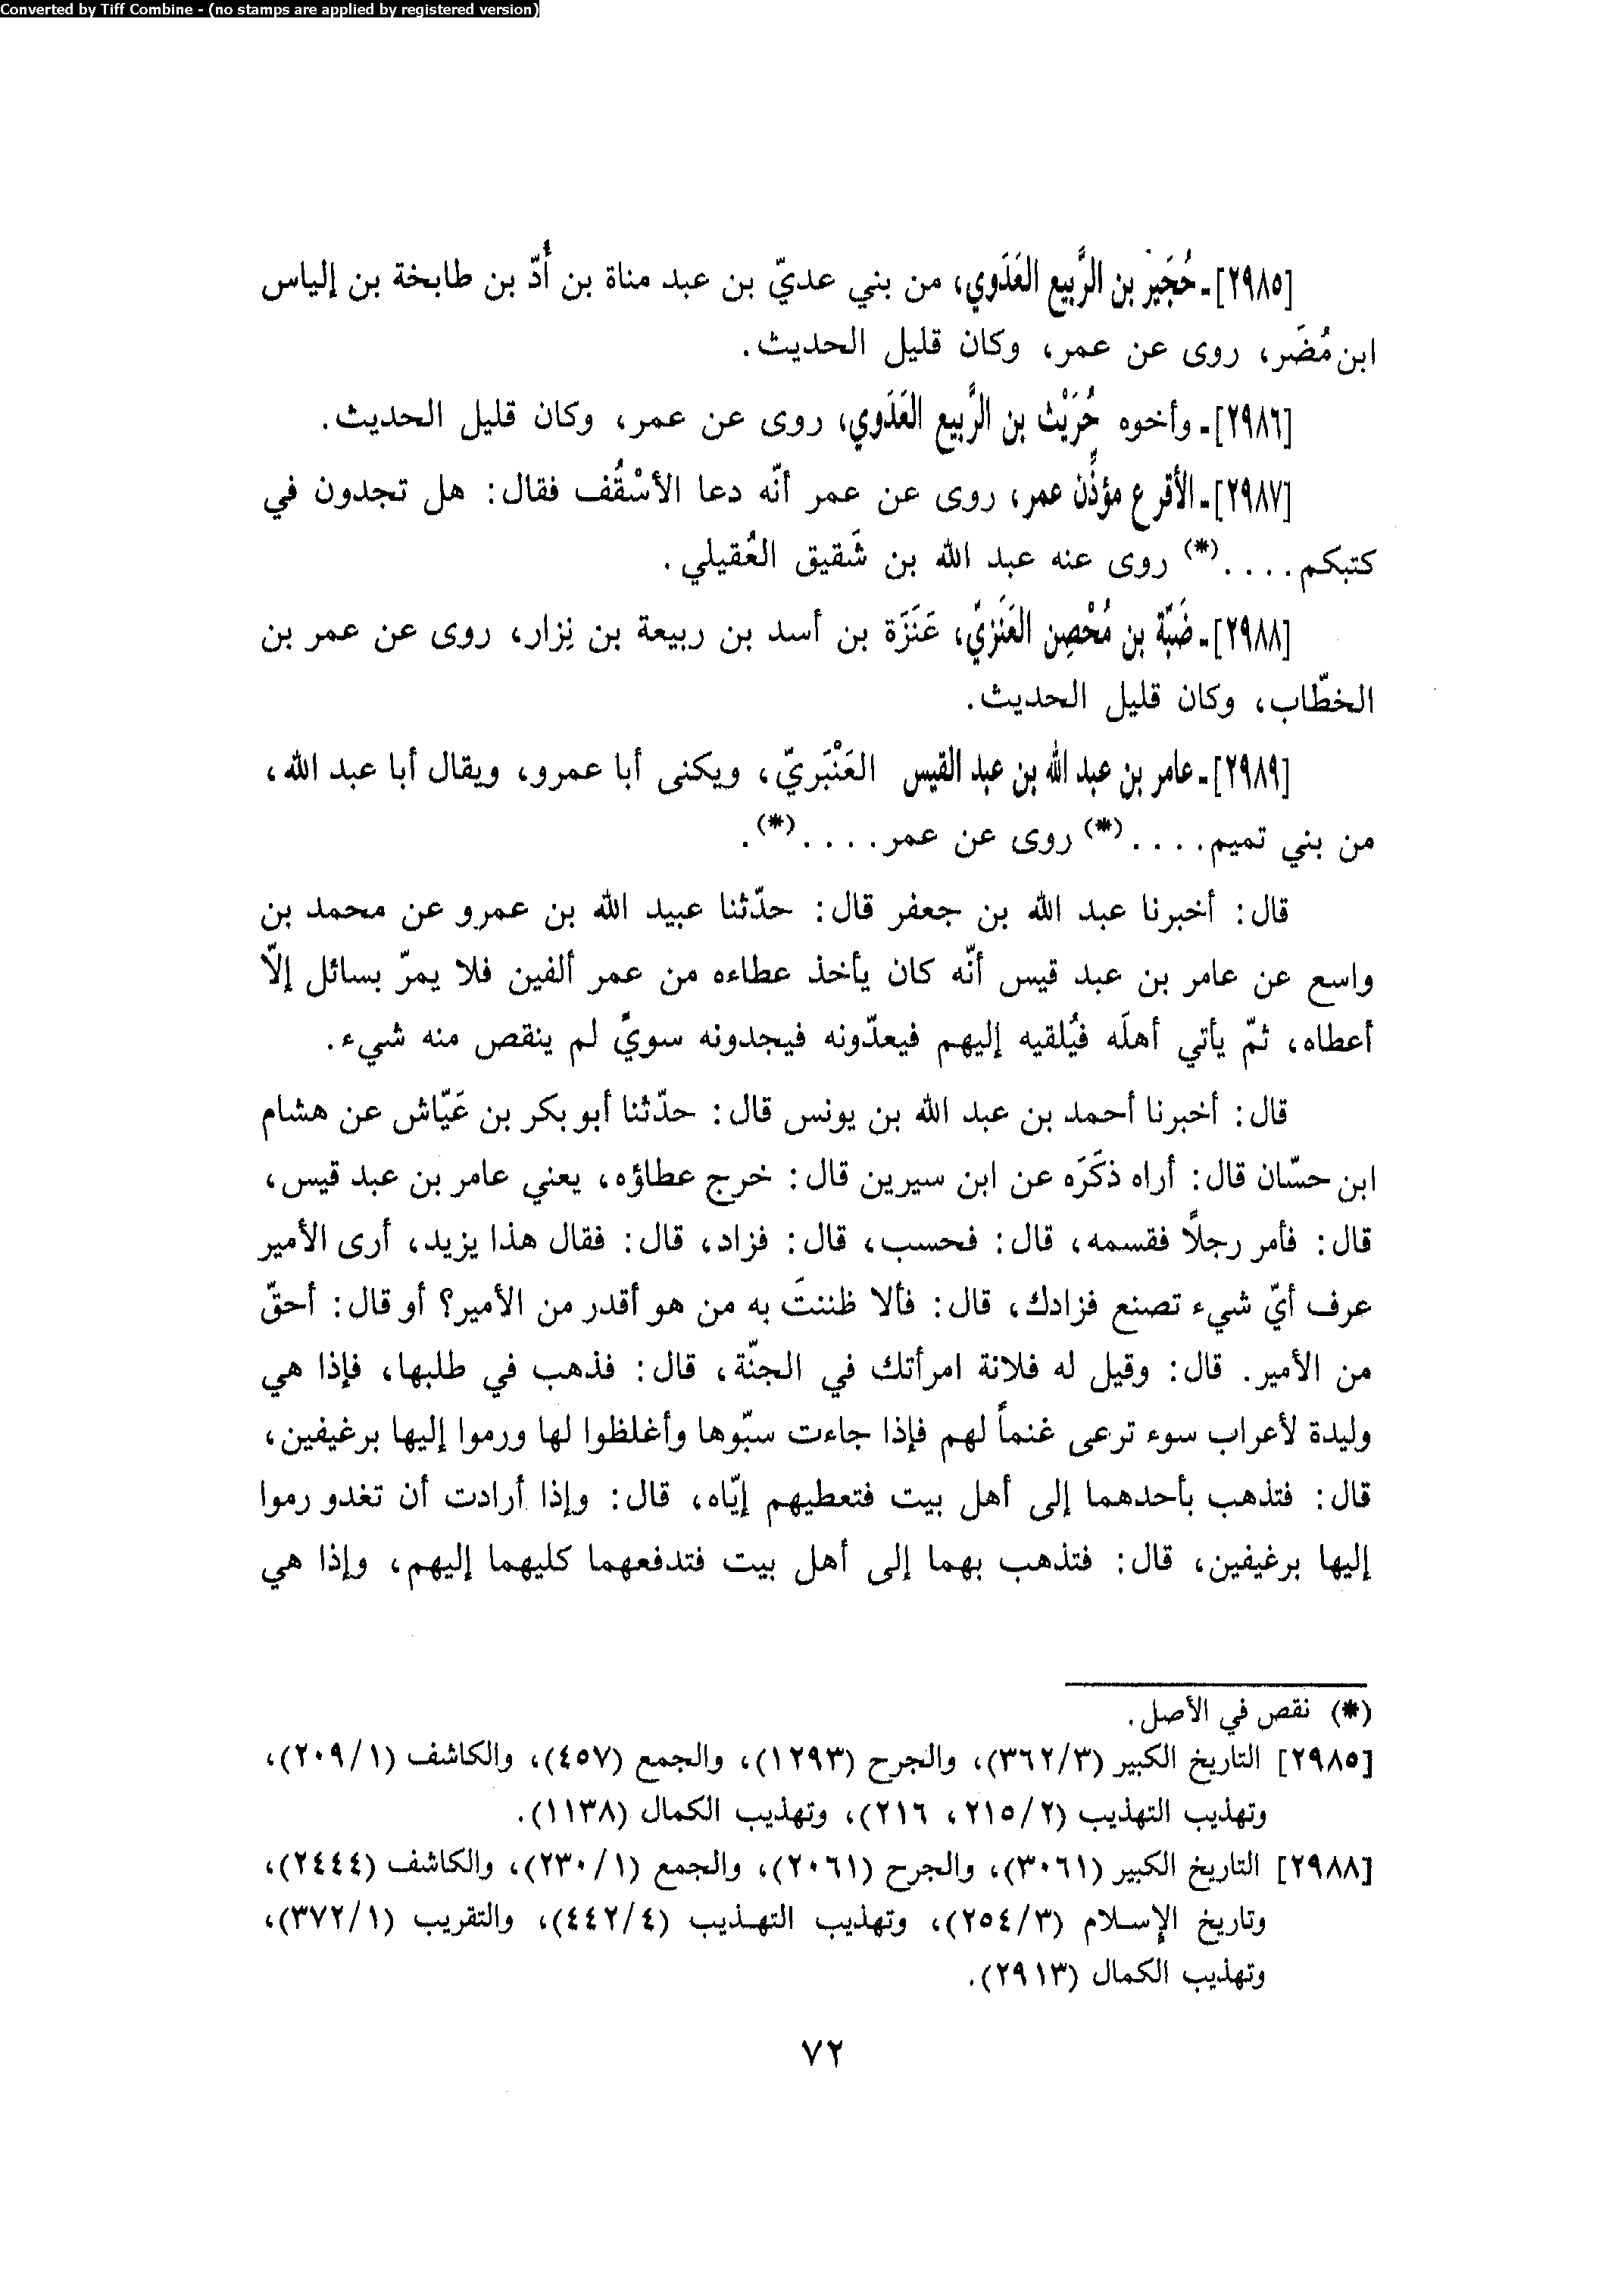 Converted by Tiff Combine - (no stamps are applied by registered version)
[٢٩٨٥]ـ حُجَيْر بن الرَّبيع العَدَوي، من بني عديّ بن عبد مناة بن أُدّ بن طابخة بن إلياس
ابن مُضَر، روى عن عمر، وكان قليل الحديث.
[٢٩٨٦]ـ وأخوه حُرَيْث بن الرَّبيع العَدَوي، روى عن عمر، وكان قليل الحديث.
[٢٩٨٧]ـ الأقرع مؤذِّن عمر، روى عن عمر أنّه دعا الأسْقُف فقال: هل تجدون في
كتبكم ....(*) روى عنه عبد الله بن شَقيق العُقيلي.
[٢٩٨٨]ـ ضَبّة بن مُحْصِن العَنَزيّ، عَنَزَة بن أسد بن ربيعة بن نِزار، روى عن عمر بن
الخطّاب، وكان قليل الحديث.
[٢٩٨٩]ـ عامر بن عبد الله بن عبد القيس العَنْبَريّ، ويكنى أبا عمرو، ويقال أبا عبد الله،
من بني تميم ....(*) روى عن عمر ....(*).
قال: أخبرنا عبد الله بن جعفر قال: حدّثنا عبيد الله بن عمرو عن محمد بن
واسع عن عامر بن عبد قيس أنّه كان يأخذ عطاءه من عمر ألفين فلا يمرّ بسائل إلّا
أعطاه، ثمّ يأتي أهلَه فيُلقيه إليهم فيعدّونه فيجدونه سويّ لم ينقص منه شيء.
قال: أخبرنا أحمد بن عبد الله بن يونس قال: حدّثنا أبو بكر بن عَيّاش عن هشام
ابن حسّان قال: أراه ذكَرَه عن ابن سيرين قال: خرج عطاؤه، يعني عامر بن عبد قيس،
قال: فأمر رجلًا فقسمه، قال: فحسب، قال: فزاد، قال: فقال هذا يزيد، أرى الأمير
عرف أيّ شيء تصنع فزادك، قال: فألا ظننتَ به من هو أقدر من الأمير؟ أو قال: أحقّ
من الأمير. قال: وقيل له فلانة امرأتك في الجنّة، قال: فذهب في طلبها، فإذا هي
وليدة لأعراب سوء ترعى غنماً لهم فإذا جاءت سبّوها وأغلظوا لها ورموا إليها برغيفين،
قال: فتذهب بأحدهما إلى أهل بيت فتعطيهم إيّاه، قال: وإذا أرادت أن تغدو رموا
إليها برغيفين، قال: فتذهب بهما إلى أهل بيت فتدفعهما كليهما إليهم، وإذا هي
(*) نقص في الأصل.
[٢٩٨٥] التاريخ الكبير (٣/٣٦٢)، والجرح (١٢٩٣)، والجمع (٤٥٧)، والكاشف (١/٢٠٩)،
وتهذيب التهذيب (٢/٢١٥، ٢١٦)، وتهذيب الكمال (١١٣٨).
[٢٩٨٨] التاريخ الكبير (٣٠٦١)، والجرح (٢٠٦١)، والجمع (١/٢٣٠)، والكاشف (٢٤٤٤)،
وتاريخ الإسلام (٣/٢٥٤)، وتهذيب التهذيب (٤/٤٤٢)، والتقريب (١/٣٧٢)،
وتهذيب الكمال (٢٩١٣).
٧٢